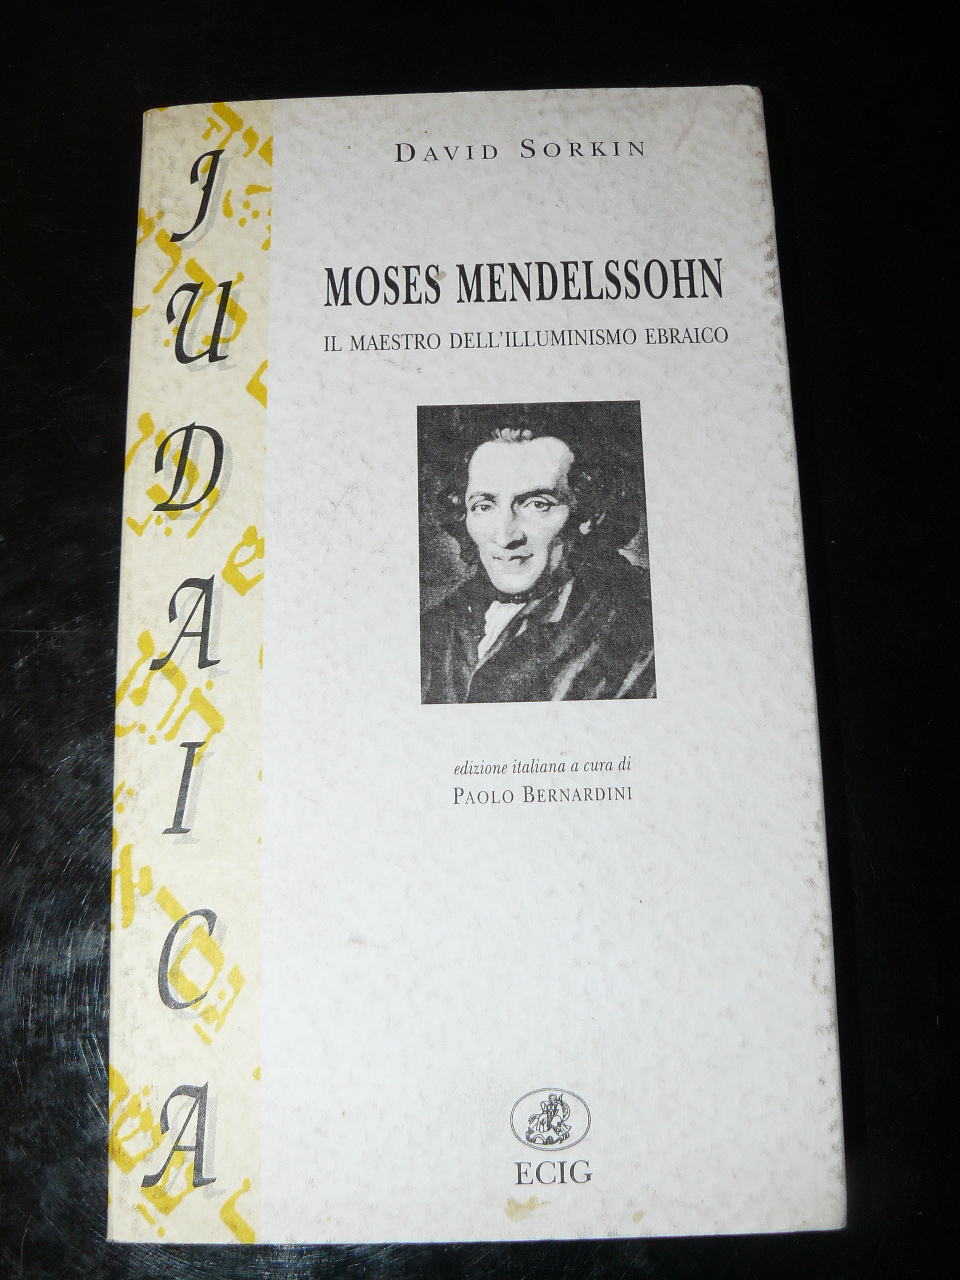 DAVID SORKIN
MOSES MENDELSSOHN
IL MAESTRO DELL'ILLUMINISMO EBRAICO
edizione italiana a cura di
PAOLO BERNARDINI
ECIG
JUDAICA